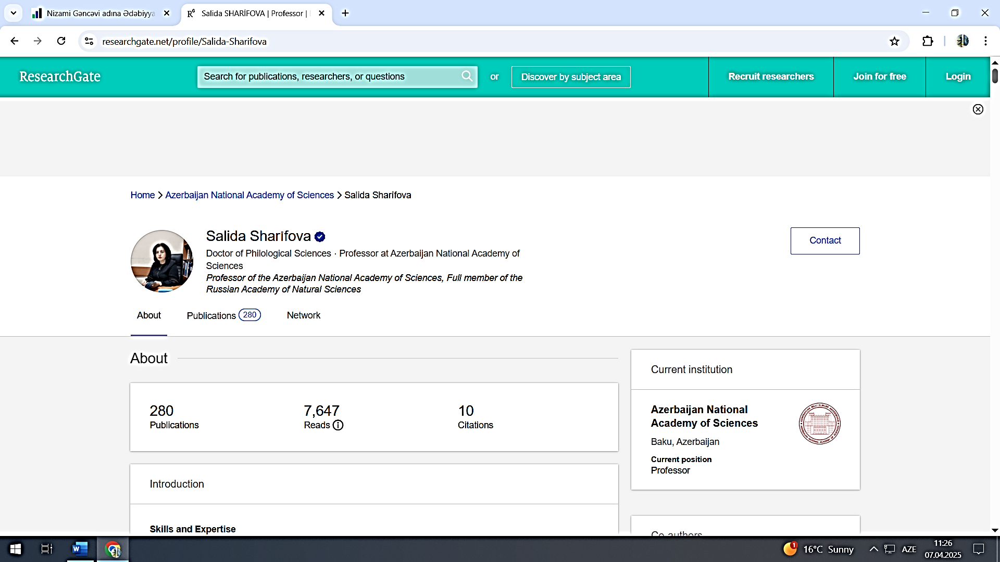 Nizami Gəncəvi adına Ədəbiyya
Salida SHARİFOVA | Professor |
researchgate.net/profile/Salida-Sharifova
ResearchGate
Search for publications, researchers, or questions
or
Discover by subject area
Recruit researchers
Join for free
Login
Home > Azerbaijan National Academy of Sciences > Salida Sharifova
Salida Sharifova
Contact
Doctor of Philological Sciences · Professor at Azerbaijan National Academy of
Sciences
Professor of the Azerbaijan National Academy of Sciences, Full member of the
Russian Academy of Natural Sciences
About
Publications 280
Network
About
280
Publications
7,647
Reads
10
Citations
Introduction
Skills and Expertise
Current institution
Azerbaijan National
Academy of Sciences
Baku, Azerbaijan
Current position
Professor
Co-authors
1
16°C Sunny
AZE
11:26
07.04.2025